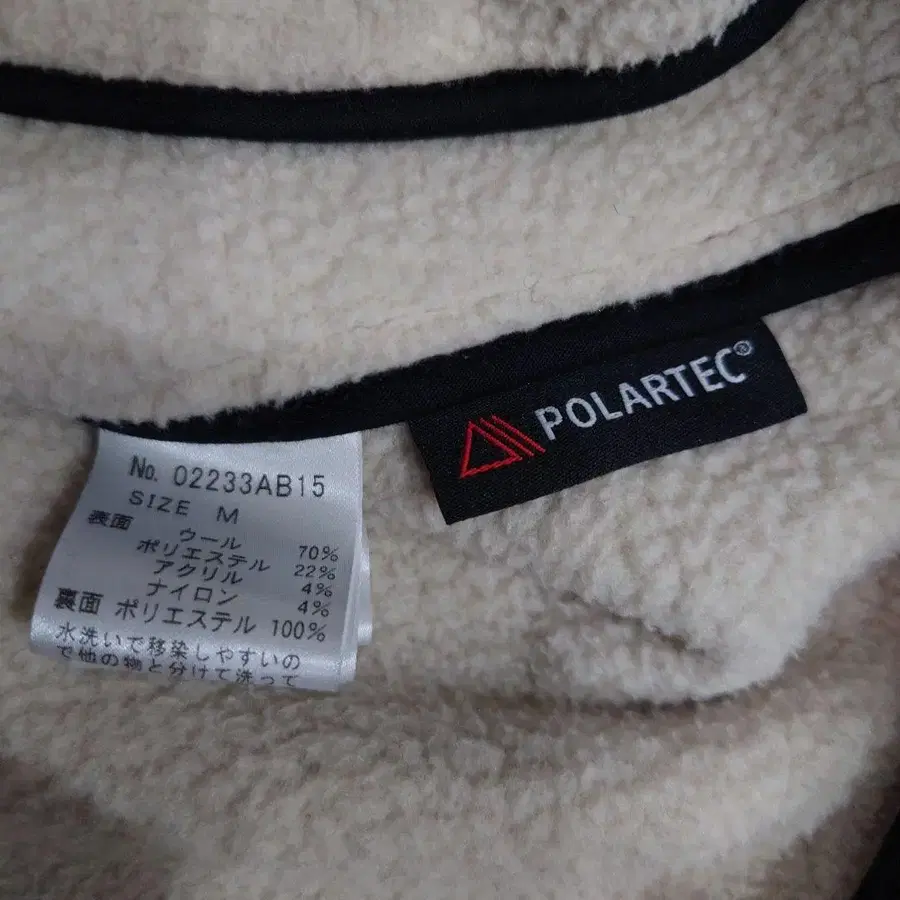 No. 02233AB15
SIZE M
表面 ウール 70%
ポリエステル 22%
アクリル 4%
ナイロン 4%
裏面 ポリエステル 100%
水洗いで移染しやすいの
で他の物と分けて洗って
POLARTEC®